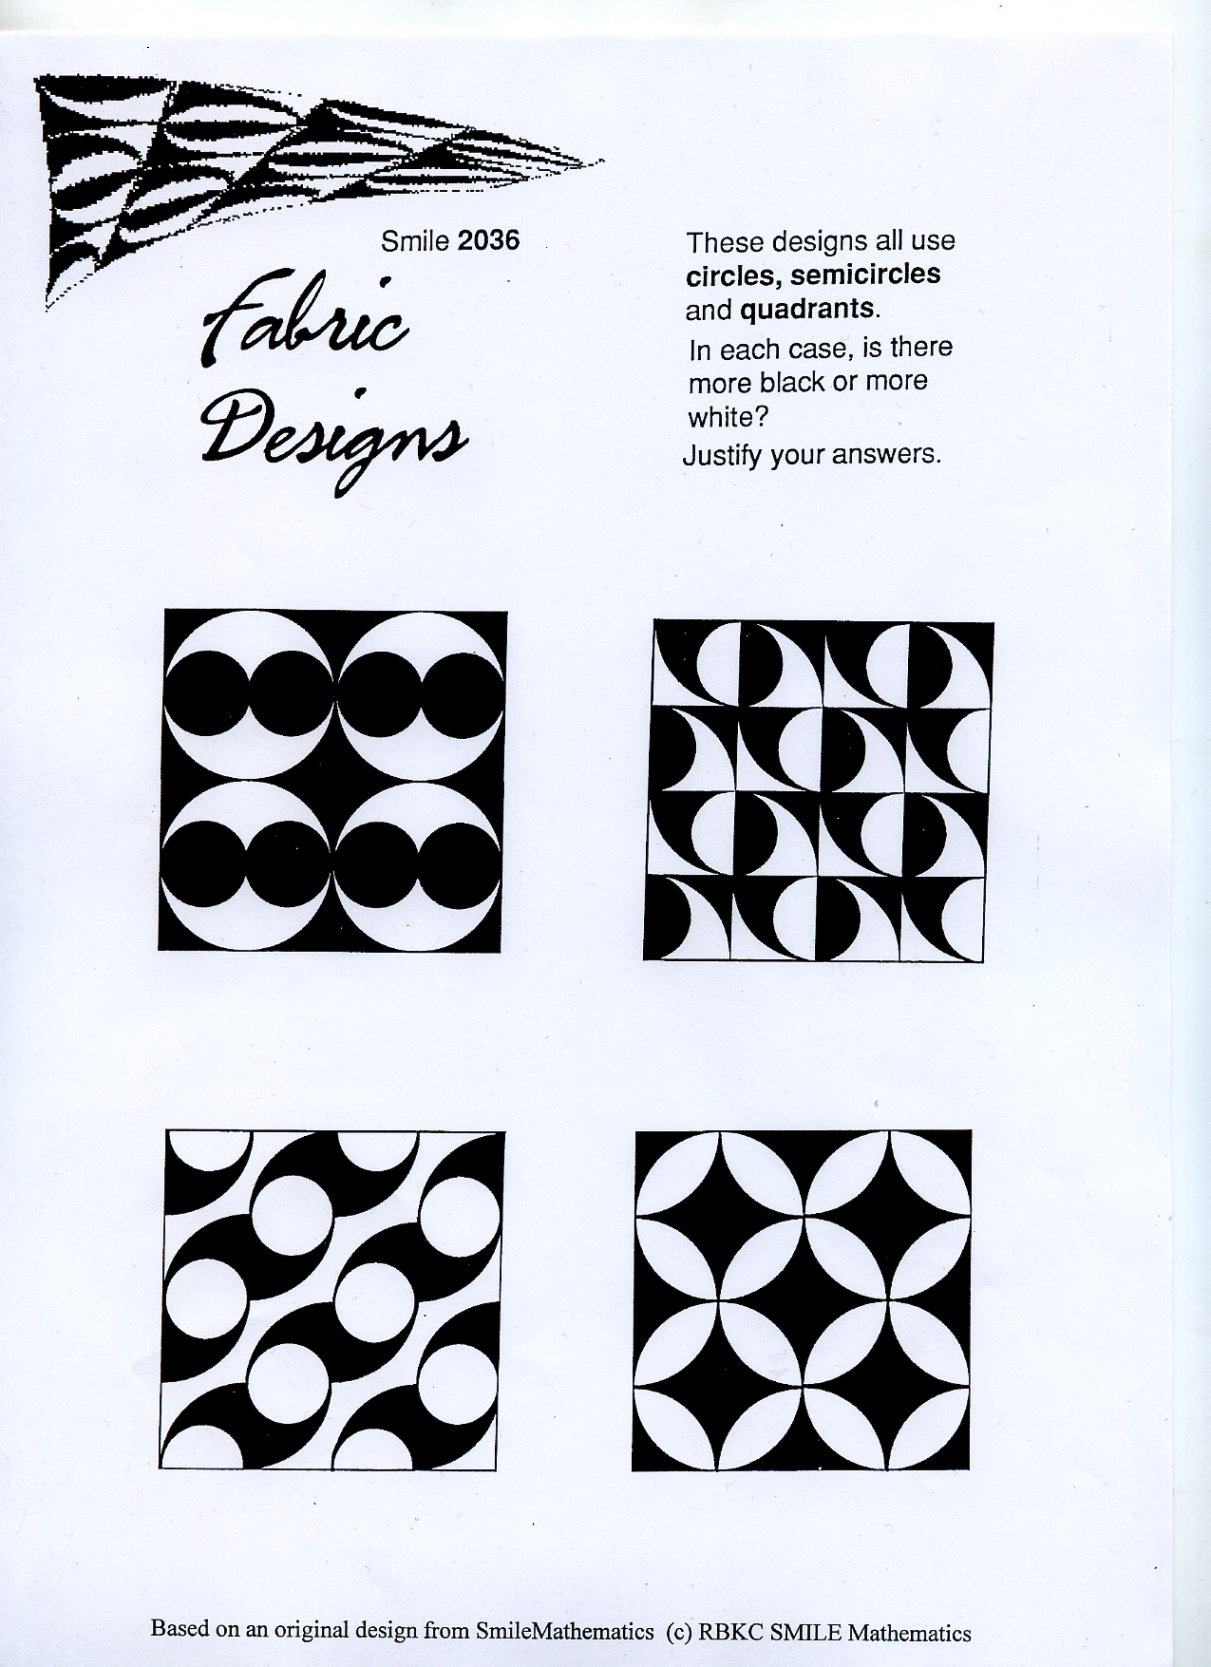 Smile 2036
Fabric
Designs
These designs all use
circles, semicircles
and quadrants.
In each case, is there
more black or more
white?
Justify your answers.
Based on an original design from SmileMathematics (c) RBKC SMILE Mathematics